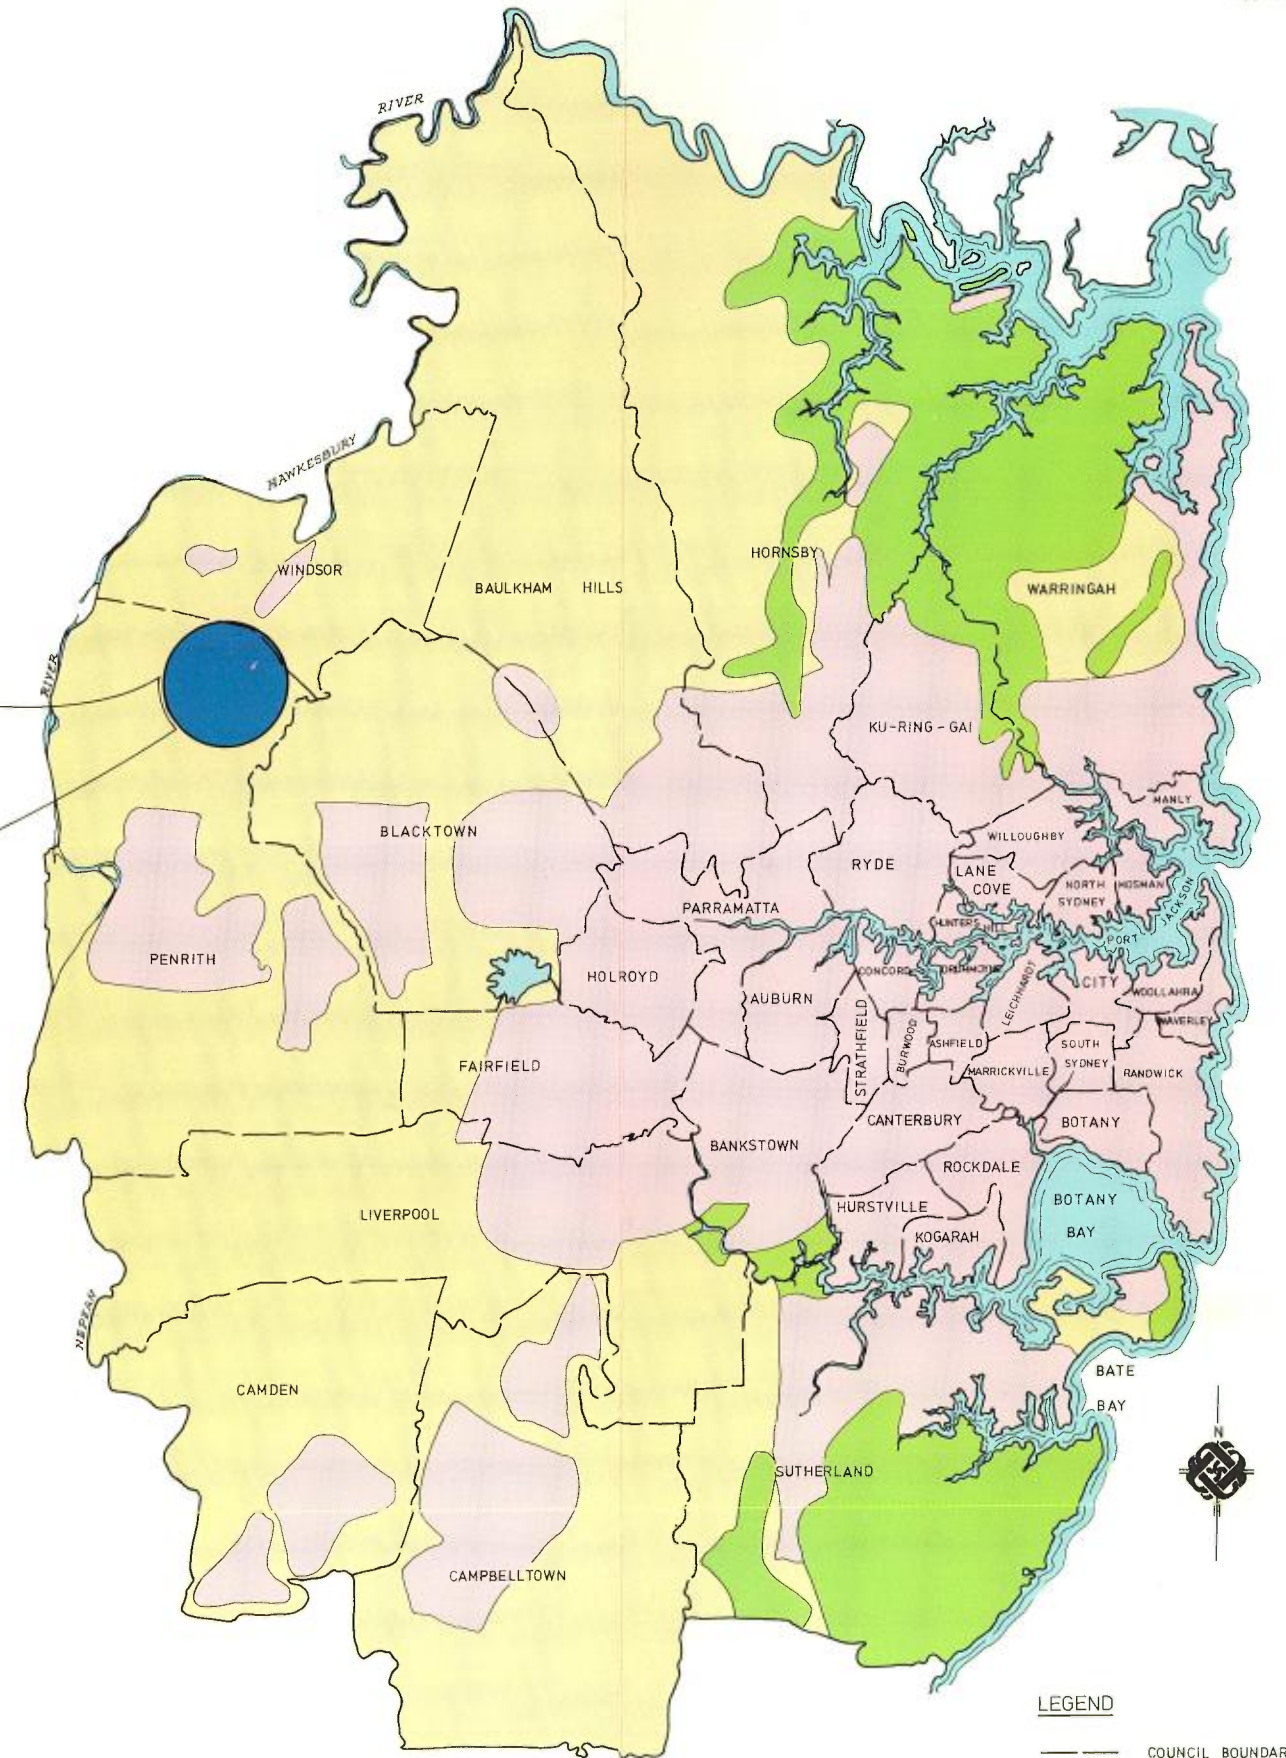 RIVER
HAWKESBURY
WINDSOR
HORNSBY
BAULKHAM HILLS
WARRINGAH
RIVER
KU-RING-GAI
MANLY
BLACKTOWN
WILLOUGHBY
RYDE
LANE
COVE
NORTH
SYDNEY
MOSMAN
PARRAMATTA
HUNTERS HILL
PORT JACKSON
PENRITH
HOLROYD
CONCORD
DRUMMOYNE
LEICHHARDT
CITY
WOOLLAHRA
AUBURN
WAVERLEY
STRATHFIELD
BURWOOD
ASHFIELD
SOUTH
SYDNEY
FAIRFIELD
MARRICKVILLE
RANDWICK
CANTERBURY
BOTANY
BANKSTOWN
ROCKDALE
HURSTVILLE
BOTANY
BAY
LIVERPOOL
KOGARAH
NEPEAN
CAMDEN
BATE
BAY
N
SUTHERLAND
CAMPBELLTOWN
LEGEND
COUNCIL BOUNDAR